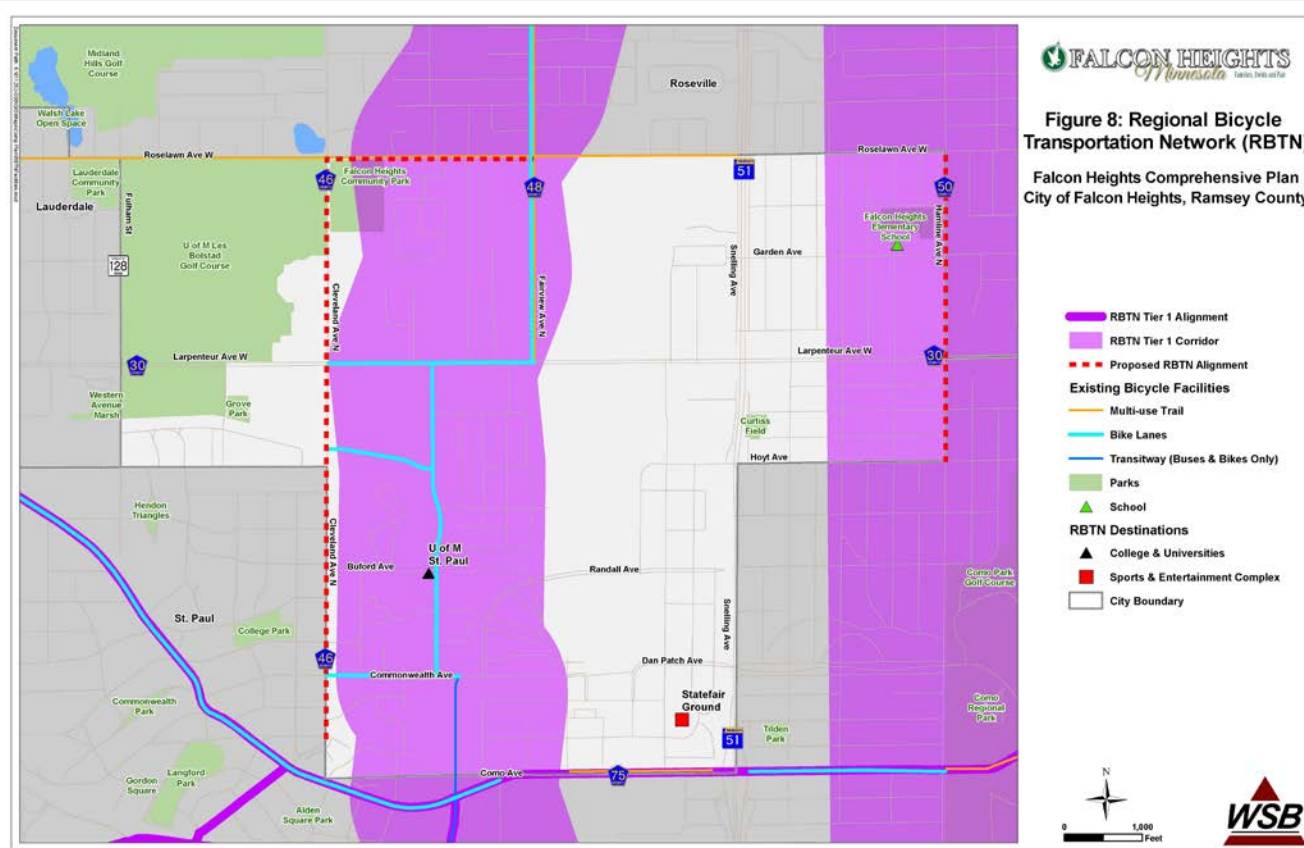 Midland
Hills Golf
Course
Walsh Lake
Open Space
Roseville
Roselawn Ave W
Roselawn Ave W
Lauderdale
Community
Park
Lauderdale
Fulham St
46
Falcon Heights
Community Park
48
51
50
Falcon Heights
Elementary
School
Hamline Ave N
U of M Les
Bolstad
Golf Course
128
Garden Ave
Snelling Ave
Cleveland Ave N
Fairview Ave N
Larpenteur Ave W
30
Larpenteur Ave W
30
Western
Avenue
Marsh
Grove
Park
Curtiss
Field
Hoyt Ave
Hendon
Triangles
Cleveland Ave N
U of M
St. Paul
Buford Ave
Randall Ave
Como Park
Golf Course
St. Paul
College Park
Snelling Ave
46
Dan Patch Ave
Commonwealth Ave
Commonwealth
Park
Statefair
Ground
Como
Regional
Park
51
Tilden
Park
Gordon
Square
Langford
Park
Como Ave
75
Alden
Square Park
FALCON HEIGHTS
Minnesota
Figure 8: Regional Bicycle
Transportation Network (RBTN)
Falcon Heights Comprehensive Plan
City of Falcon Heights, Ramsey County
RBTN Tier 1 Alignment
RBTN Tier 1 Corridor
Proposed RBTN Alignment
Existing Bicycle Facilities
Multi-use Trail
Bike Lanes
Transitway (Buses & Bikes Only)
Parks
School
RBTN Destinations
College & Universities
Sports & Entertainment Complex
City Boundary
N
0 1,000
Feet
WSB